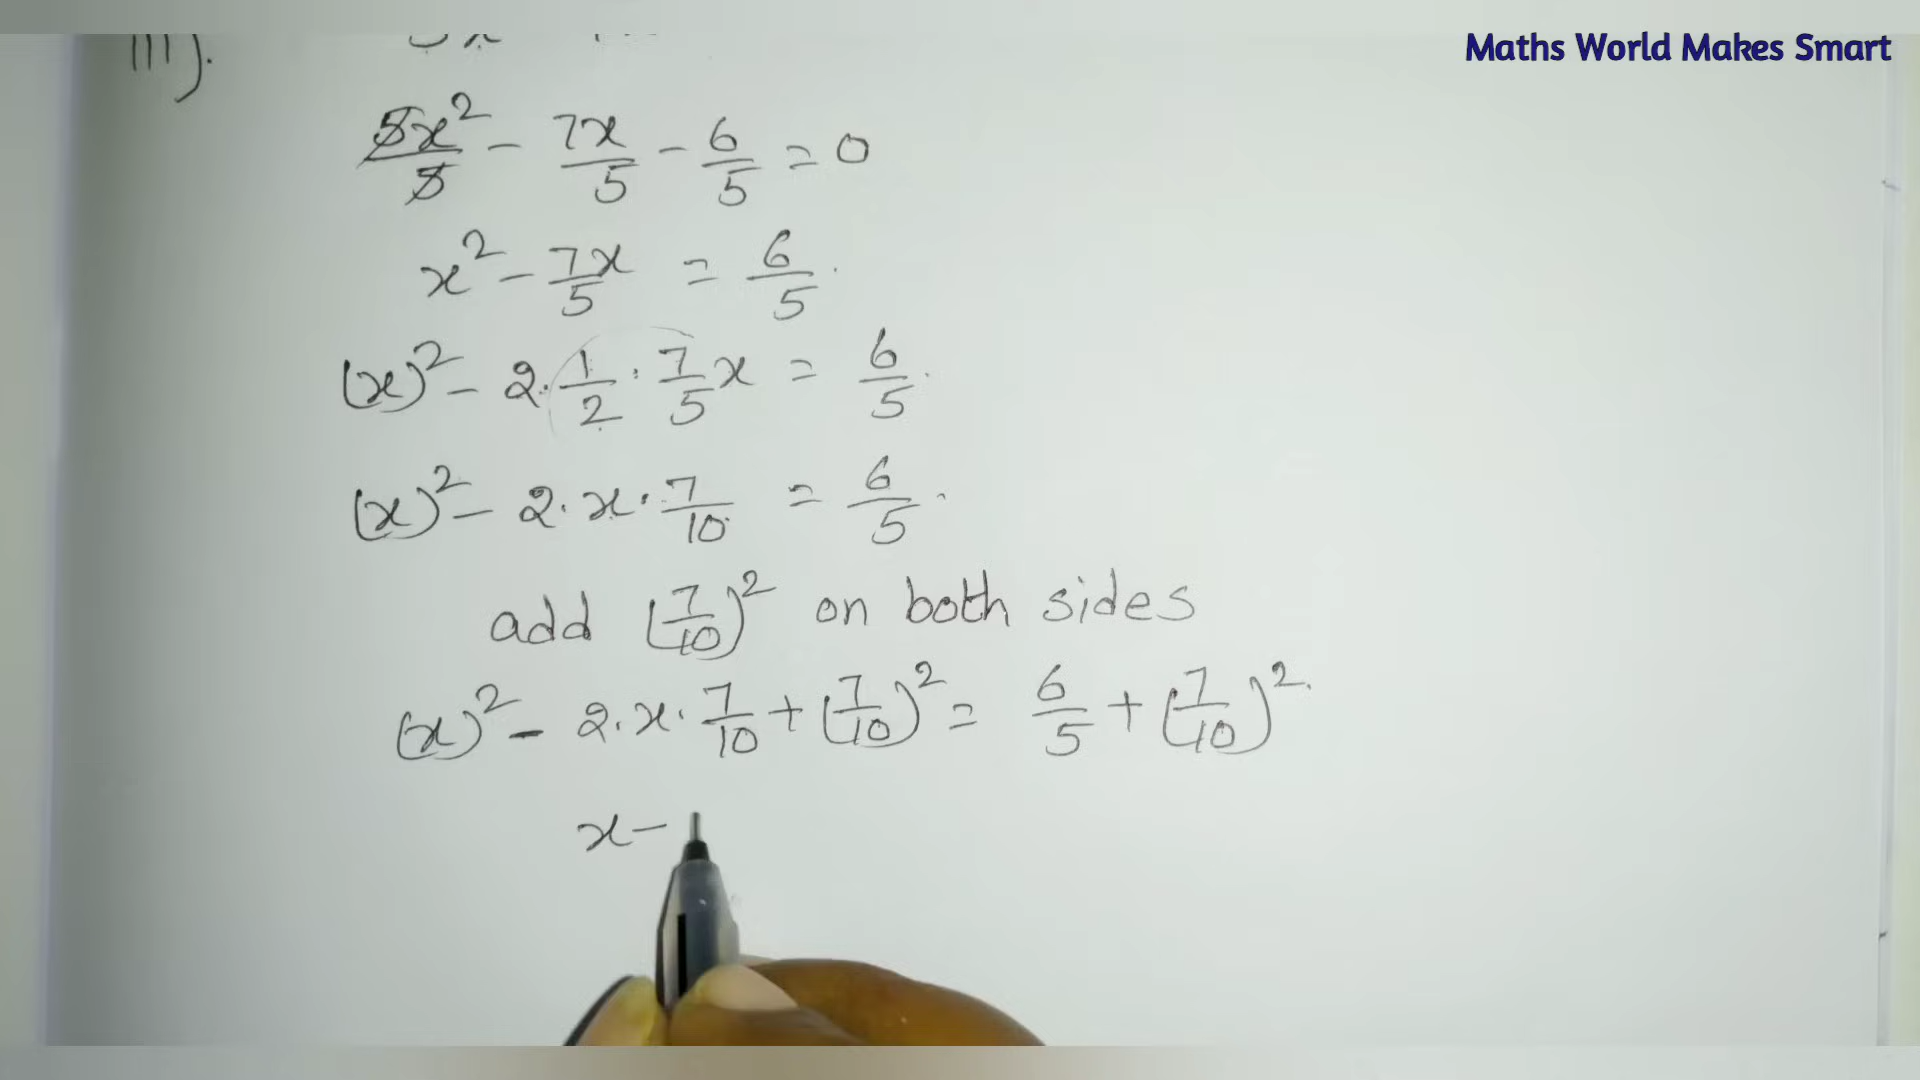 Maths World Makes Smart
III).
5x²/5 - 7x/5 - 6/5 = 0
x² - 7x/5 = 6/5.
(x)² - 2·1/2·7/5x = 6/5.
(x)² - 2·x·7/10 = 6/5.
add (7/10)² on both sides
(x)² - 2·x·7/10 + (7/10)² = 6/5 + (7/10)².
x -